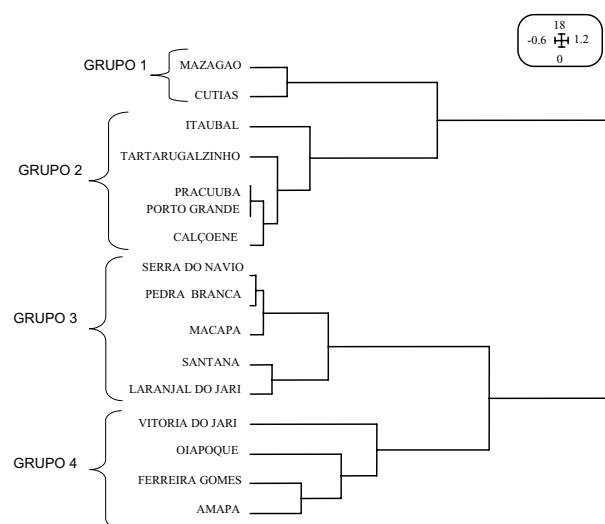 18
-0.6 1.2
0
GRUPO 1
MAZAGAO
CUTIAS
GRUPO 2
ITAUBAL
TARTARUGALZINHO
PRACUUBA
PORTO GRANDE
CALÇOENE
GRUPO 3
SERRA DO NAVIO
PEDRA BRANCA
MACAPA
SANTANA
LARANJAL DO JARI
GRUPO 4
VITORIA DO JARI
OIAPOQUE
FERREIRA GOMES
AMAPA